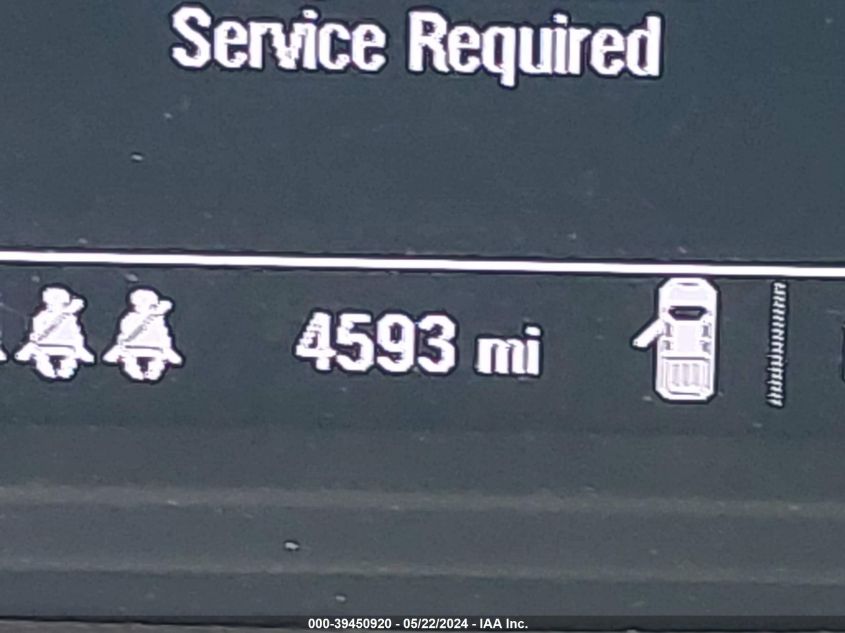 Service Required
4593 mi
000-39450920 - 05/22/2024 - IAA Inc.